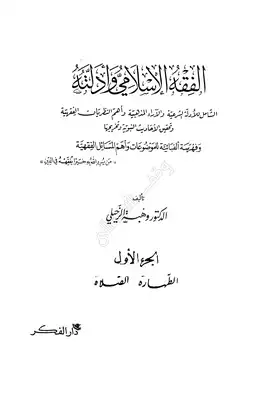 الفقه الإسلامي وأدلته
الشامل للأدلة الشرعية والآراء المذهبية وأهم النظريات الفقهية
وتحقيق الأحاديث النبوية وتخريجها
وفهرسة ألفبائية للموضوعات وأهم المسائل الفقهية
« من يرد الله به خيرا يفقهه في الدين »
تأليف
الدكتور وهبة الزحيلي
الجزء الأول
الطهارة الصلاة
دار الفكر